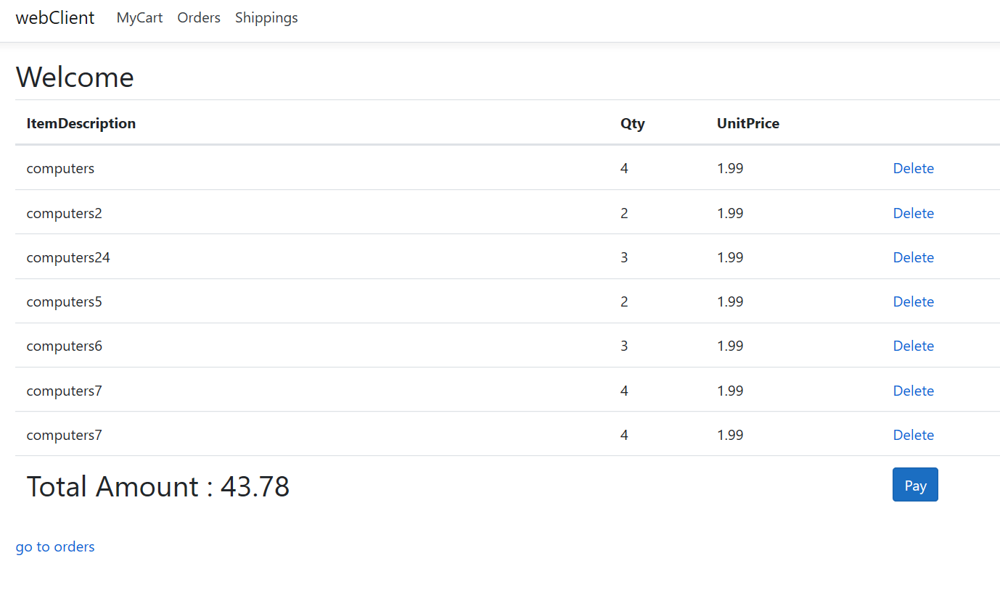 webClient MyCart Orders Shippings
Welcome
ItemDescription Qty UnitPrice
computers 4 1.99 Delete
computers2 2 1.99 Delete
computers24 3 1.99 Delete
computers5 2 1.99 Delete
computers6 3 1.99 Delete
computers7 4 1.99 Delete
computers7 4 1.99 Delete
Total Amount : 43.78 Pay
go to orders